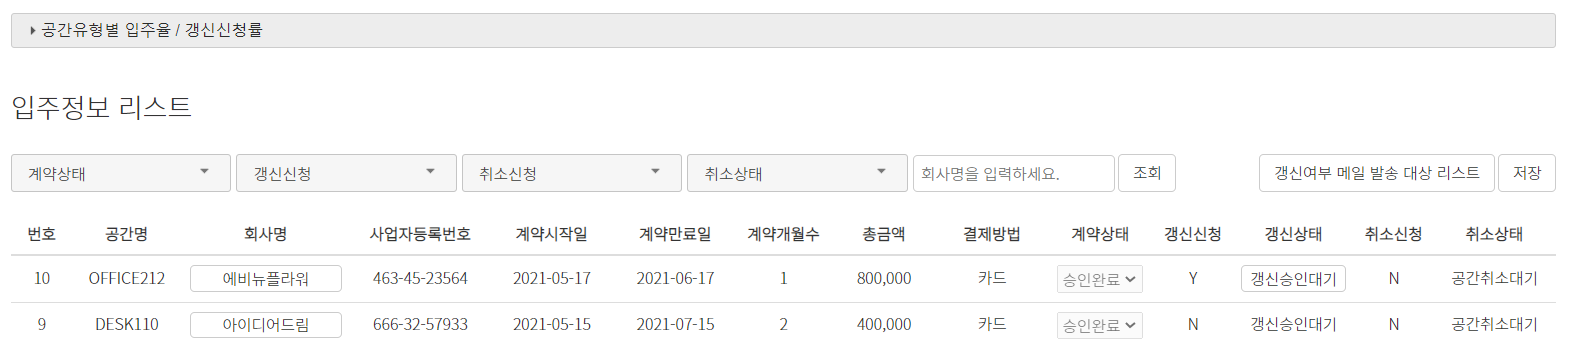 공간유형별 입주율 / 갱신신청률
입주정보 리스트
계약상태 갱신신청 취소신청 취소상태 회사명을 입력하세요. 조회 갱신여부 메일 발송 대상 리스트 저장
번호 공간명 회사명 사업자등록번호 계약시작일 계약만료일 계약개월수 총금액 결제방법 계약상태 갱신신청 갱신상태 취소신청 취소상태
10 OFFICE212 에비뉴플라워 463-45-23564 2021-05-17 2021-06-17 1 800,000 카드 승인완료 Y 갱신승인대기 N 공간취소대기
9 DESK110 아이디어드림 666-32-57933 2021-05-15 2021-07-15 2 400,000 카드 승인완료 N 갱신승인대기 N 공간취소대기